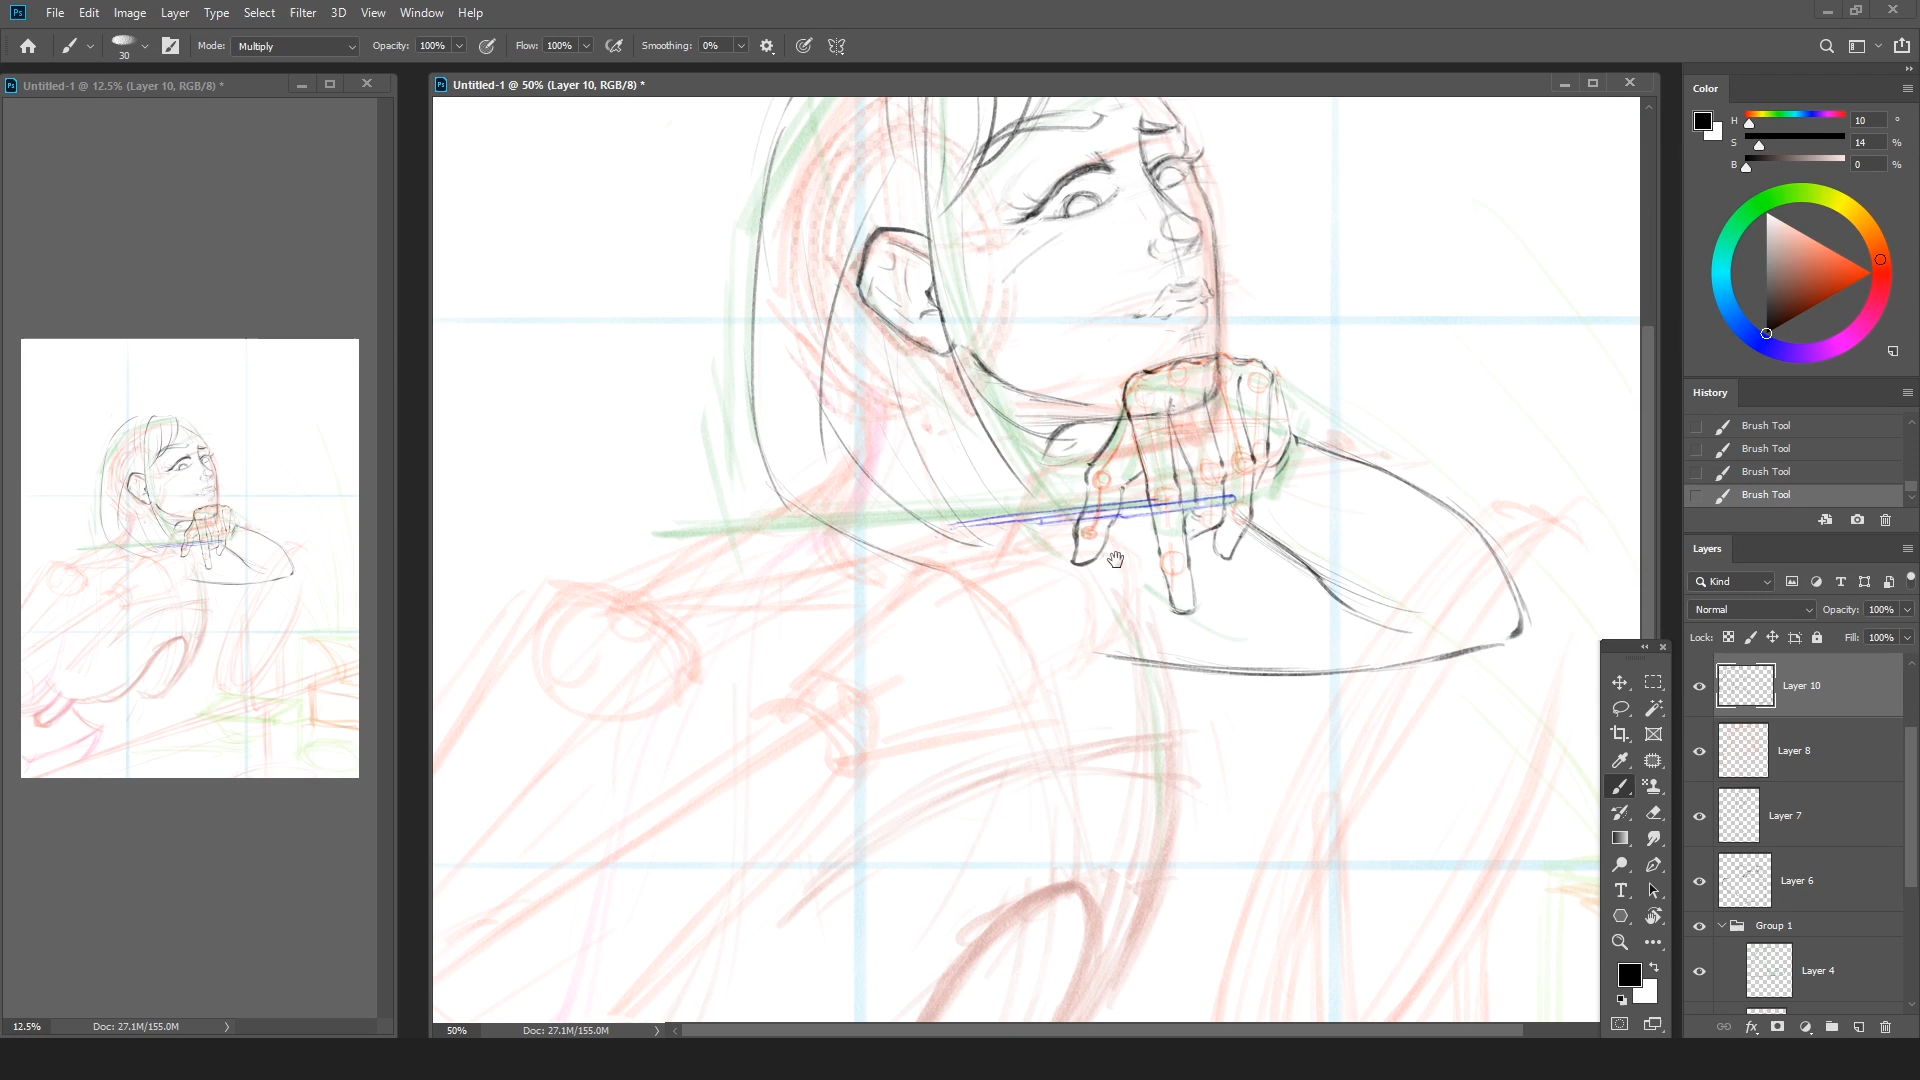 Ps File Edit Image Layer Type Select Filter 3D View Window Help
30 Mode: Multiply Opacity: 100% Flow: 100% Smoothing: 0%
Ps Untitled-1 @ 12.5% (Layer 10, RGB/8) *
Ps Untitled-1 @ 50% (Layer 10, RGB/8) *
Color
H 10 °
S 14 %
B 0 %
History
Brush Tool
Brush Tool
Brush Tool
Brush Tool
Layers
Kind
Normal Opacity: 100%
Lock: Fill: 100%
Layer 10
Layer 8
Layer 7
Layer 6
Group 1
Layer 4
12.5% Doc: 27.1M/155.0M
50% Doc: 27.1M/155.0M